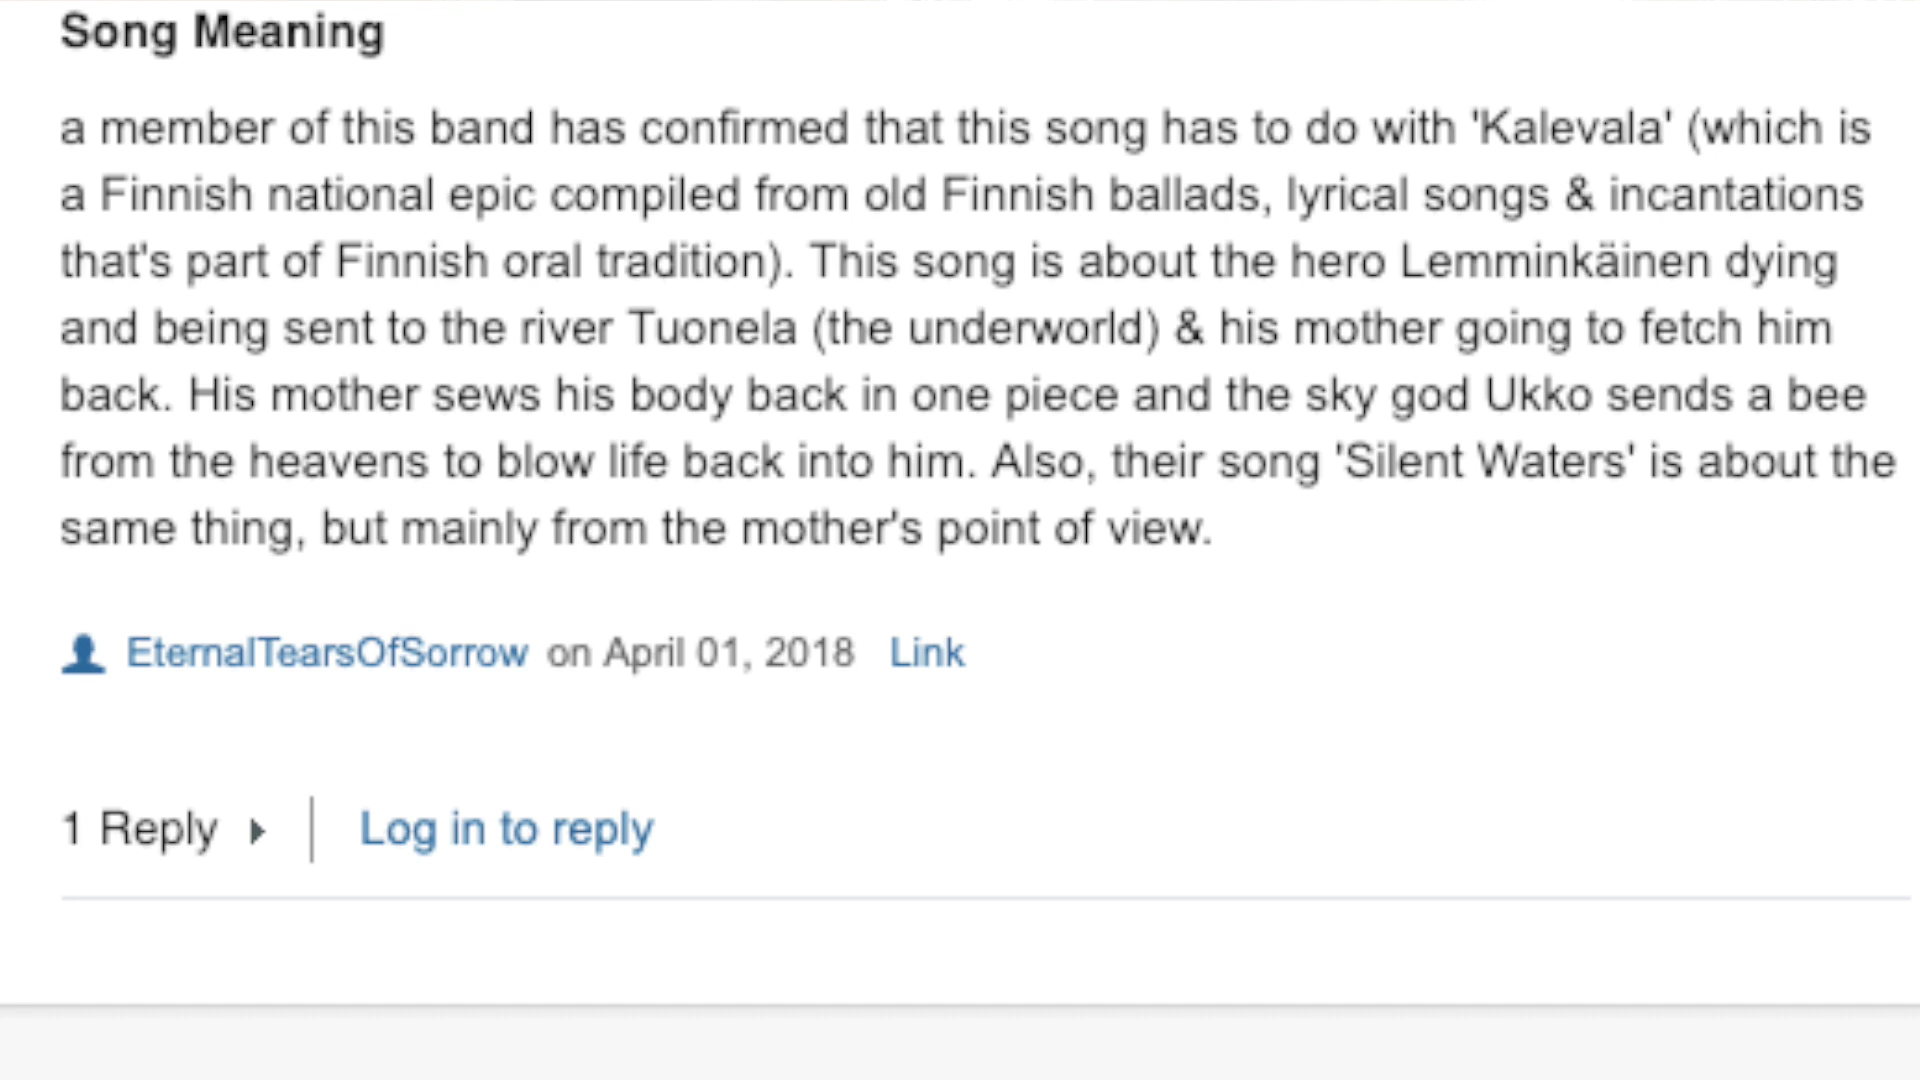 Song Meaning
a member of this band has confirmed that this song has to do with 'Kalevala' (which is
a Finnish national epic compiled from old Finnish ballads, lyrical songs & incantations
that's part of Finnish oral tradition). This song is about the hero Lemminkäinen dying
and being sent to the river Tuonela (the underworld) & his mother going to fetch him
back. His mother sews his body back in one piece and the sky god Ukko sends a bee
from the heavens to blow life back into him. Also, their song 'Silent Waters' is about the
same thing, but mainly from the mother's point of view.
EternalTearsOfSorrow on April 01, 2018 Link
1 Reply Log in to reply